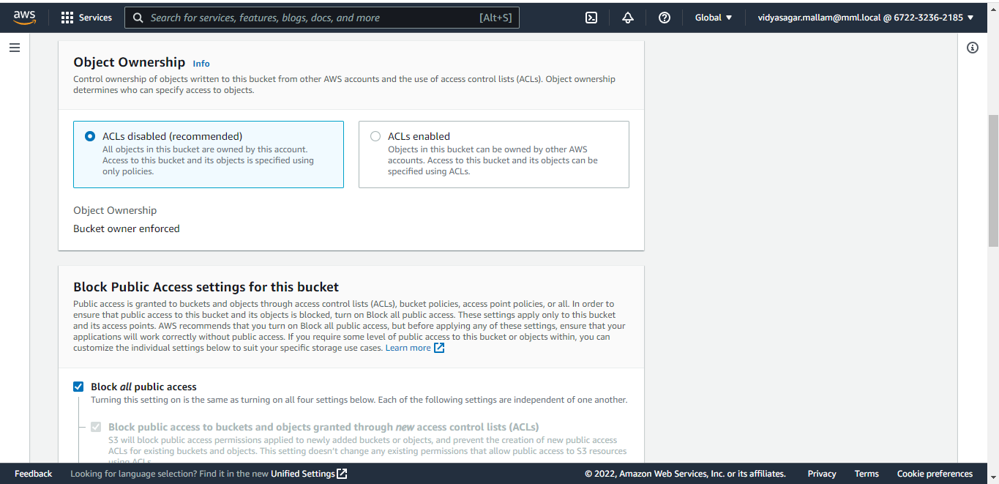 aws
Services
Search for services, features, blogs, docs, and more
[Alt+S]
Global ▼
vidyasagar.mallam@mml.local @ 6722-3236-2185 ▼
Object Ownership Info
Control ownership of objects written to this bucket from other AWS accounts and the use of access control lists (ACLs). Object ownership
determines who can specify access to objects.
ACLs disabled (recommended)
All objects in this bucket are owned by this account.
Access to this bucket and its objects is specified using
only policies.
ACLs enabled
Objects in this bucket can be owned by other AWS
accounts. Access to this bucket and its objects can be
specified using ACLs.
Object Ownership
Bucket owner enforced
Block Public Access settings for this bucket
Public access is granted to buckets and objects through access control lists (ACLs), bucket policies, access point policies, or all. In order to
ensure that public access to this bucket and its objects is blocked, turn on Block all public access. These settings apply only to this bucket
and its access points. AWS recommends that you turn on Block all public access, but before applying any of these settings, ensure that your
applications will work correctly without public access. If you require some level of public access to this bucket or objects within, you can
customize the individual settings below to suit your specific storage use cases. Learn more
Block all public access
Turning this setting on is the same as turning on all four settings below. Each of the following settings are independent of one another.
Block public access to buckets and objects granted through new access control lists (ACLs)
S3 will block public access permissions applied to newly added buckets or objects, and prevent the creation of new public access
ACLs for existing buckets and objects. This setting doesn't change any existing permissions that allow public access to S3 resources
using ACLs.
Feedback
Looking for language selection? Find it in the new Unified Settings
© 2022, Amazon Web Services, Inc. or its affiliates.
Privacy
Terms
Cookie preferences